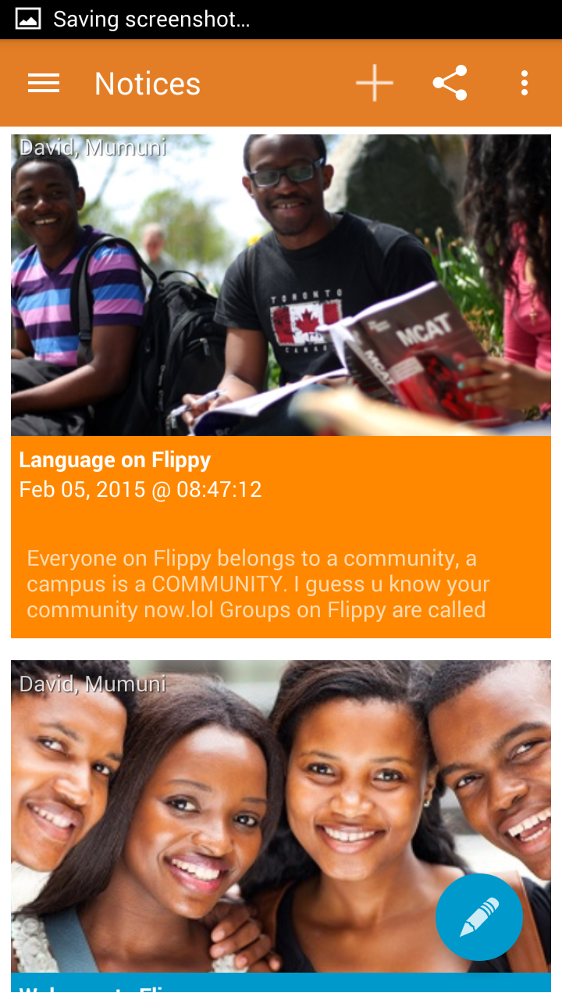 Saving screenshot...
Notices
David, Mumuni
TORONTO
CANADA
MCAT
MCAT
Language on Flippy
Feb 05, 2015 @ 08:47:12
Everyone on Flippy belongs to a community, a
campus is a COMMUNITY. I guess u know your
community now.lol Groups on Flippy are called
David, Mumuni